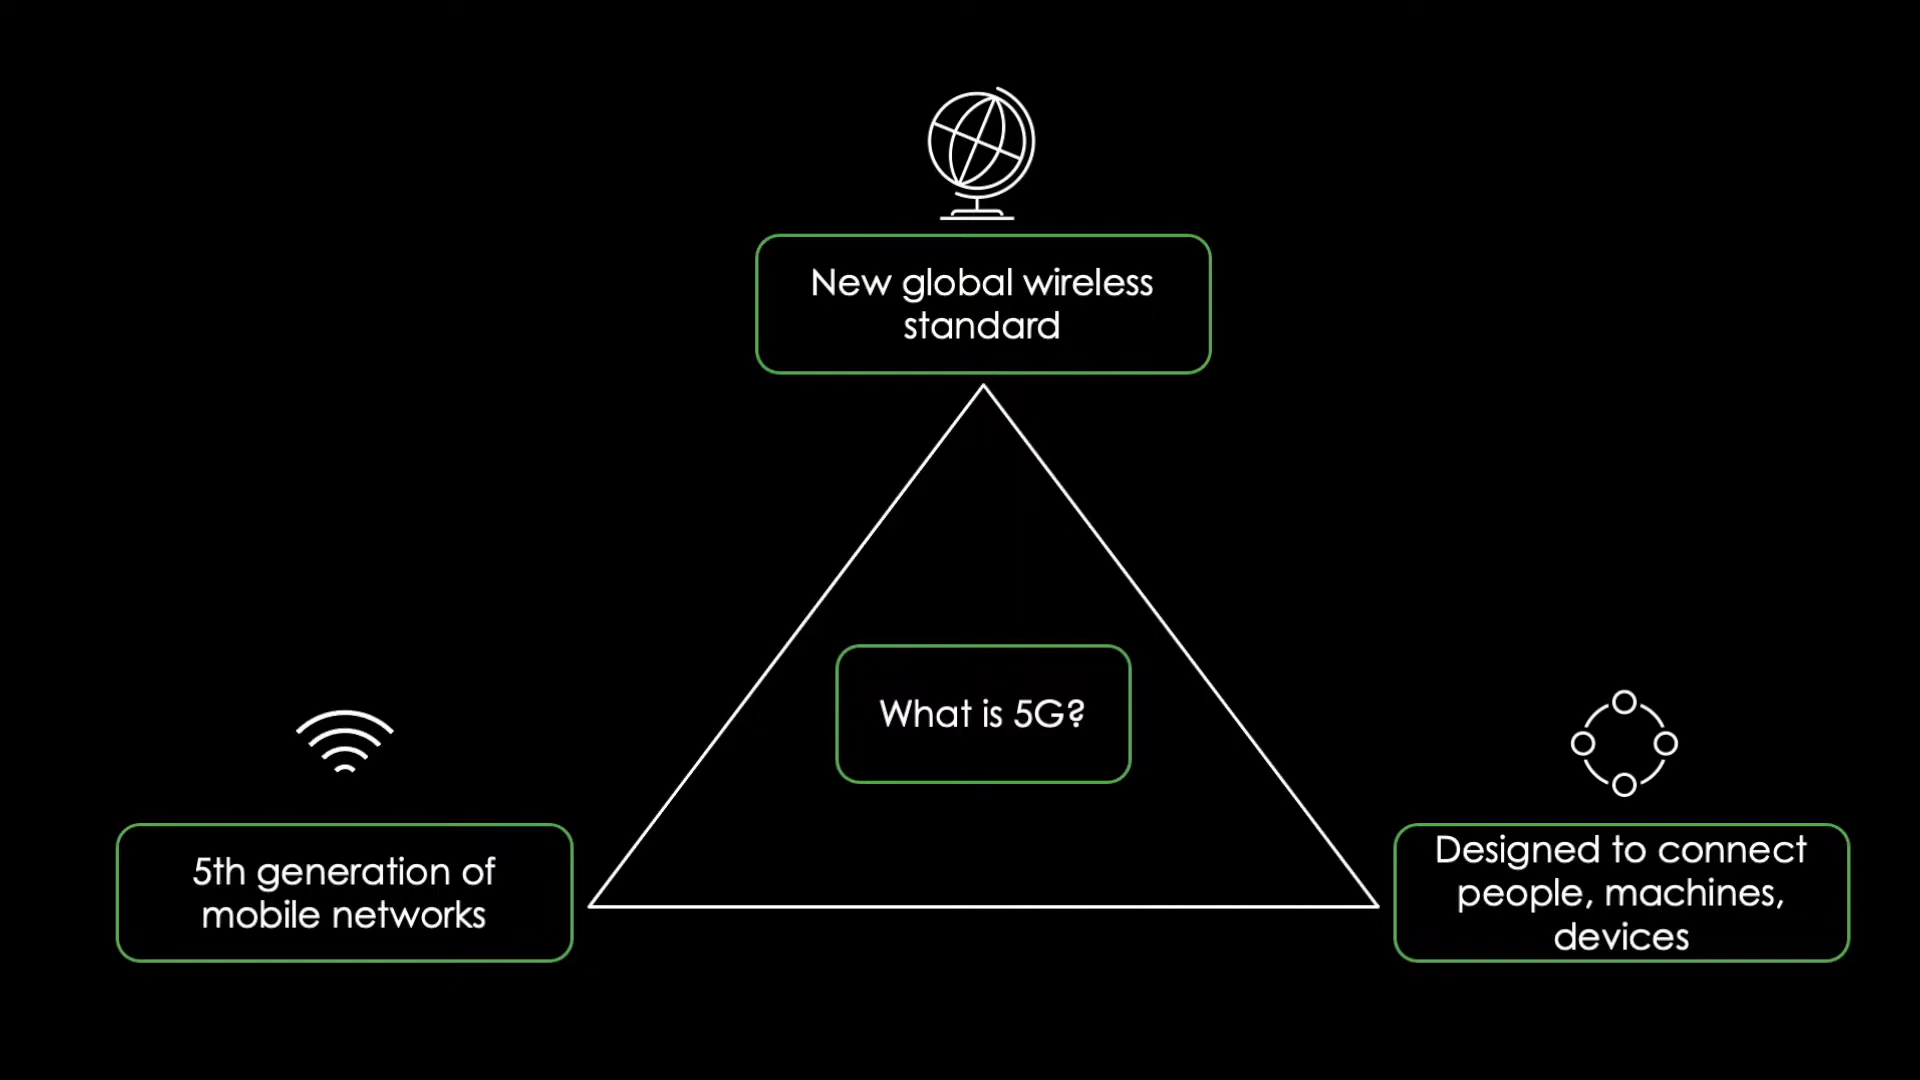 New global wireless
standard
What is 5G?
5th generation of
mobile networks
Designed to connect
people, machines,
devices